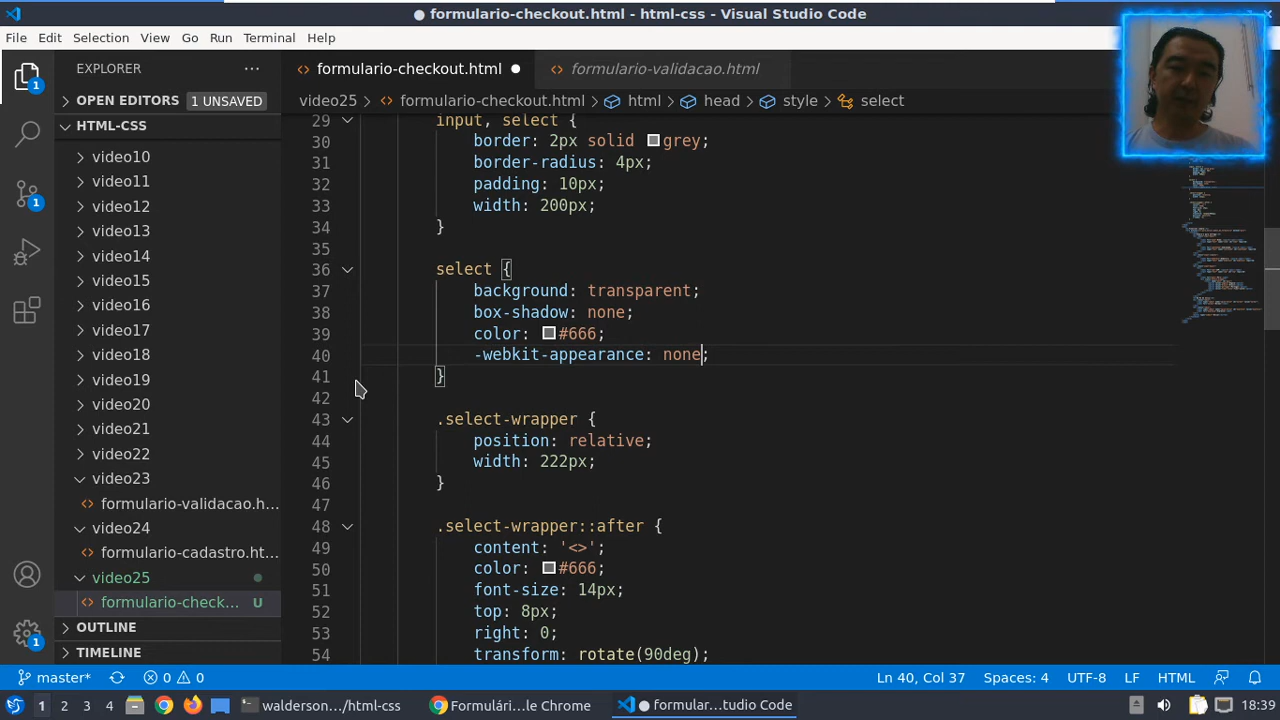 formulario-checkout.html - html-css - Visual Studio Code
File Edit Selection View Go Run Terminal Help
EXPLORER
formulario-checkout.html
formulario-validacao.html
OPEN EDITORS 1 UNSAVED
video25 formulario-checkout.html html head style select
HTML-CSS
video10
video11
video12
video13
video14
video15
video16
video17
video18
video19
video20
video21
video22
video23
formulario-validacao.h...
video24
formulario-cadastro.ht...
video25
formulario-check... U
OUTLINE
TIMELINE
29 input, select {
30 border: 2px solid grey;
31 border-radius: 4px;
32 padding: 10px;
33 width: 200px;
34 }
35
36 select {
37 background: transparent;
38 box-shadow: none;
39 color: #666;
40 -webkit-appearance: none;
41 }
42
43 .select-wrapper {
44 position: relative;
45 width: 222px;
46 }
47
48 .select-wrapper::after {
49 content: '<>';
50 color: #666;
51 font-size: 14px;
52 top: 8px;
53 right: 0;
54 transform: rotate(90deg);
1
1
1
master* 0 0 Ln 40, Col 37 Spaces: 4 UTF-8 LF HTML
1 2 3 4 walderson.../html-css Formulári...le Chrome formular...tudio Code 18:39